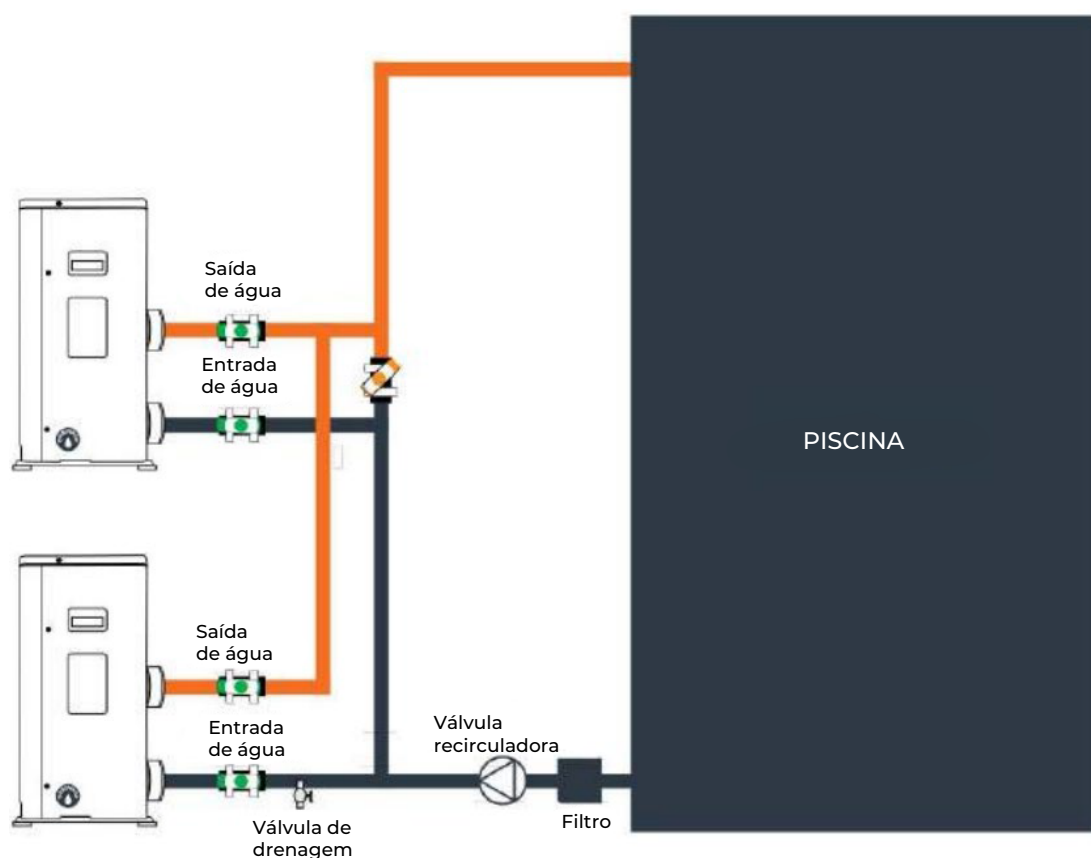 Saída
de água
Entrada
de água
PISCINA
Saída
de água
Entrada
de água
Válvula
recirculadora
Válvula de
drenagem
Filtro